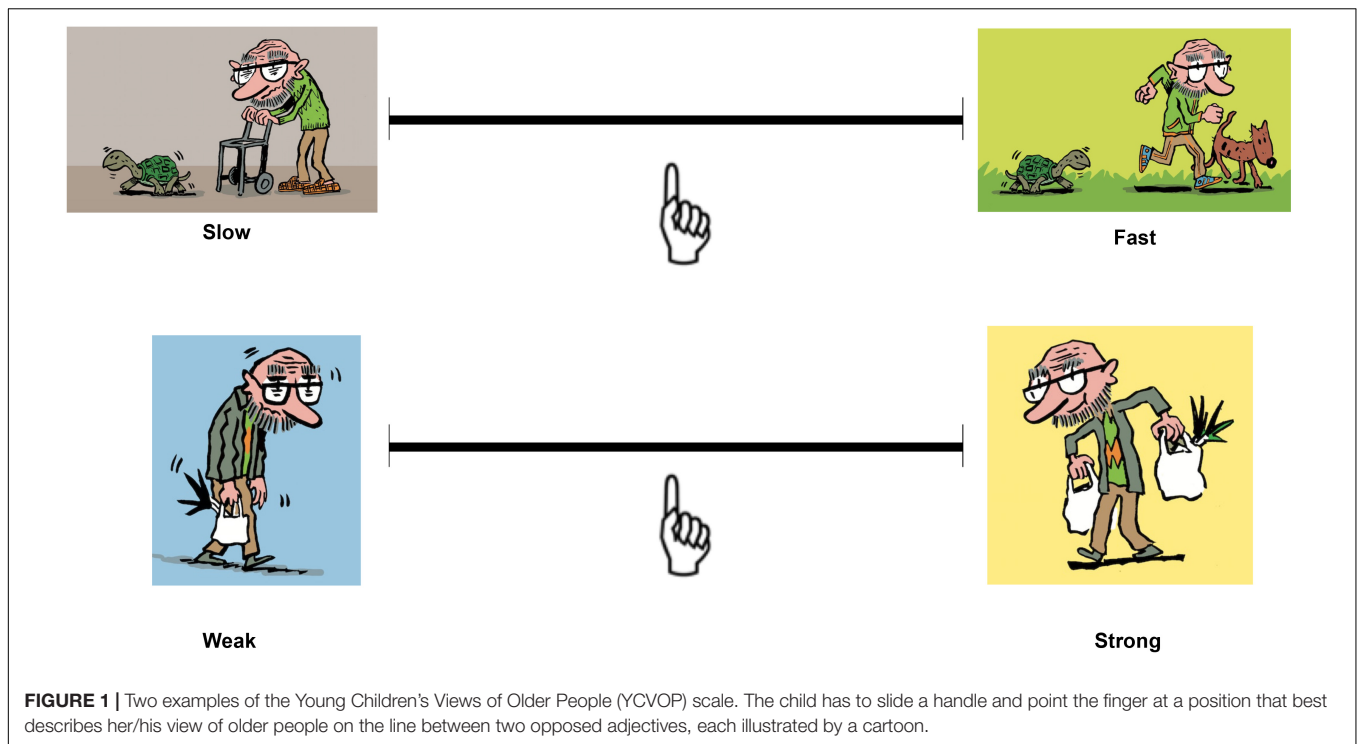 Slow
Fast
Weak
Strong
FIGURE 1 | Two examples of the Young Children’s Views of Older People (YCVOP) scale. The child has to slide a handle and point the finger at a position that best
describes her/his view of older people on the line between two opposed adjectives, each illustrated by a cartoon.